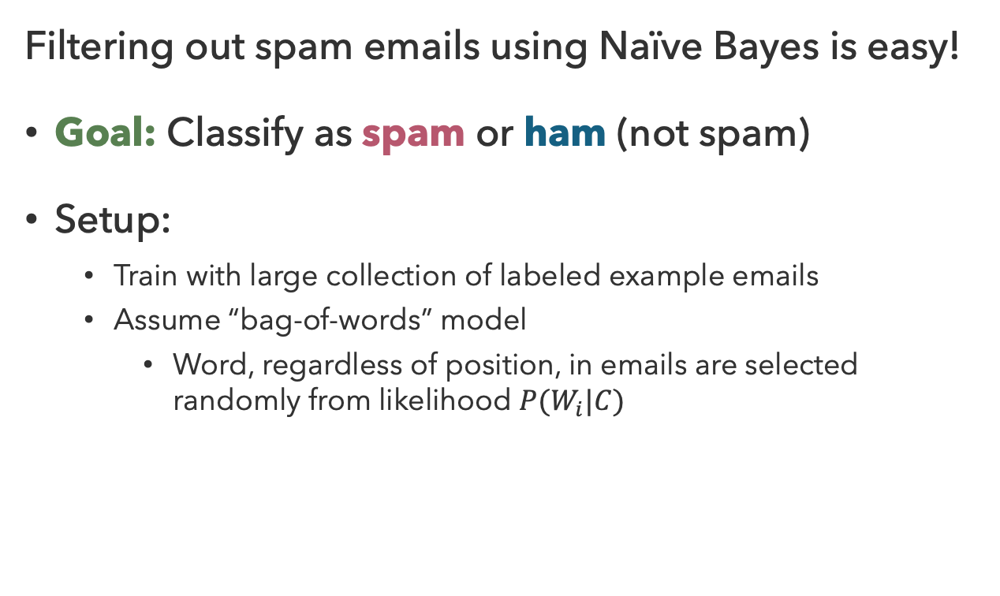 Filtering out spam emails using Naïve Bayes is easy!
• Goal: Classify as spam or ham (not spam)
• Setup:
• Train with large collection of labeled example emails
• Assume “bag-of-words” model
• Word, regardless of position, in emails are selected
randomly from likelihood P(Wᵢ|C)